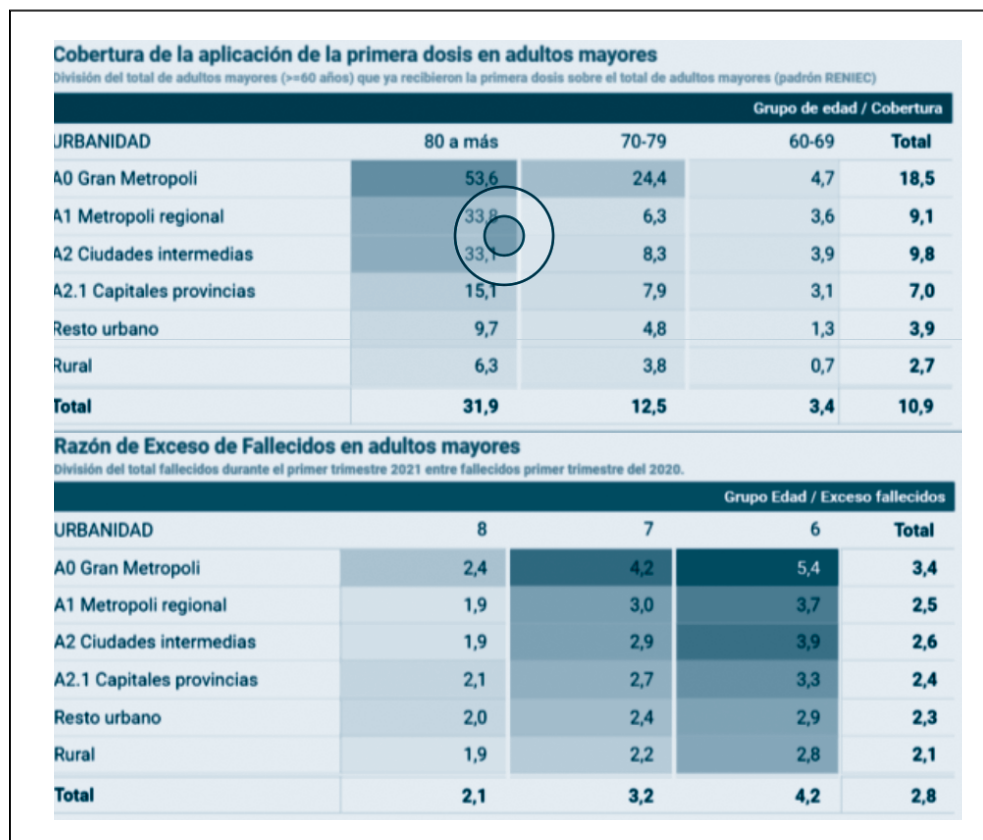 Cobertura de la aplicación de la primera dosis en adultos mayores
División del total de adultos mayores (>=60 años) que ya recibieron la primera dosis sobre el total de adultos mayores (padrón RENIEC)
Grupo de edad / Cobertura
URBANIDAD 80 a más 70-79 60-69 Total
A0 Gran Metropoli 53,6 24,4 4,7 18,5
A1 Metropoli regional 33,8 6,3 3,6 9,1
A2 Ciudades intermedias 33,1 8,3 3,9 9,8
A2.1 Capitales provincias 15,1 7,9 3,1 7,0
Resto urbano 9,7 4,8 1,3 3,9
Rural 6,3 3,8 0,7 2,7
Total 31,9 12,5 3,4 10,9
Razón de Exceso de Fallecidos en adultos mayores
División del total fallecidos durante el primer trimestre 2021 entre fallecidos primer trimestre del 2020.
Grupo Edad / Exceso fallecidos
URBANIDAD 8 7 6 Total
A0 Gran Metropoli 2,4 4,2 5,4 3,4
A1 Metropoli regional 1,9 3,0 3,7 2,5
A2 Ciudades intermedias 1,9 2,9 3,9 2,6
A2.1 Capitales provincias 2,1 2,7 3,3 2,4
Resto urbano 2,0 2,4 2,9 2,3
Rural 1,9 2,2 2,8 2,1
Total 2,1 3,2 4,2 2,8